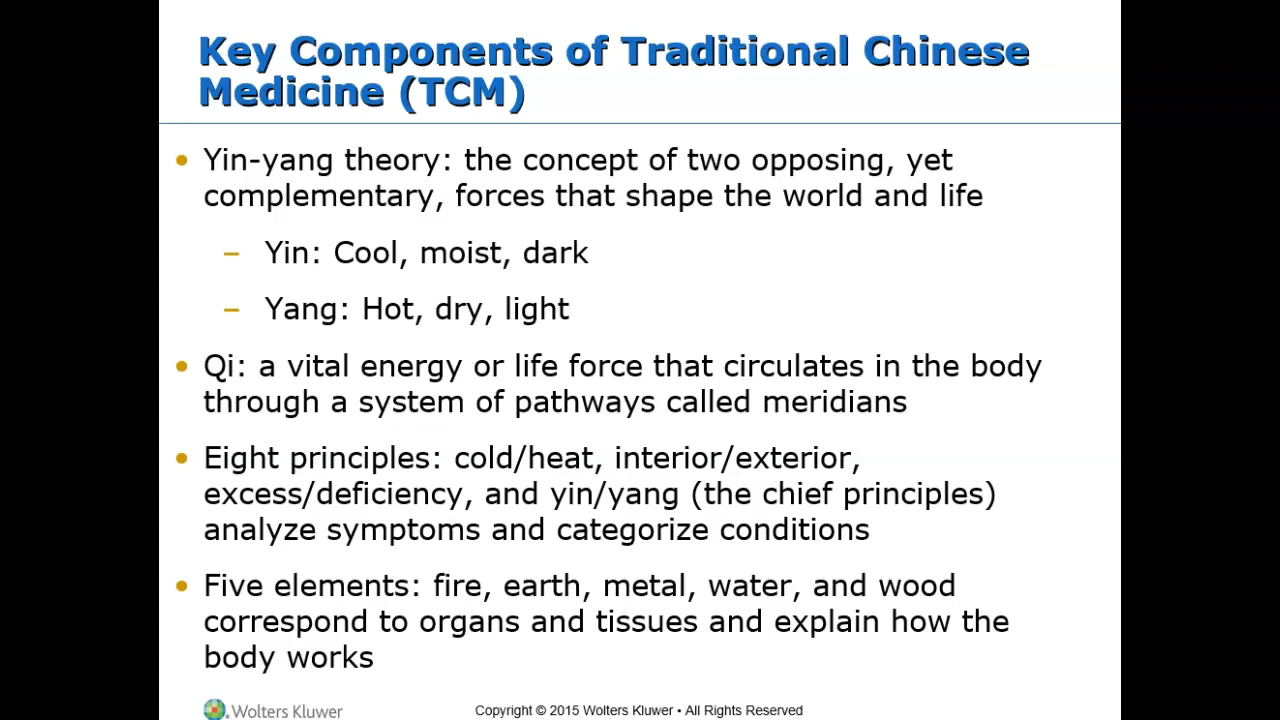 Key Components of Traditional Chinese
Medicine (TCM)
• Yin-yang theory: the concept of two opposing, yet
complementary, forces that shape the world and life
– Yin: Cool, moist, dark
– Yang: Hot, dry, light
• Qi: a vital energy or life force that circulates in the body
through a system of pathways called meridians
• Eight principles: cold/heat, interior/exterior,
excess/deficiency, and yin/yang (the chief principles)
analyze symptoms and categorize conditions
• Five elements: fire, earth, metal, water, and wood
correspond to organs and tissues and explain how the
body works
Wolters Kluwer
Copyright © 2015 Wolters Kluwer • All Rights Reserved